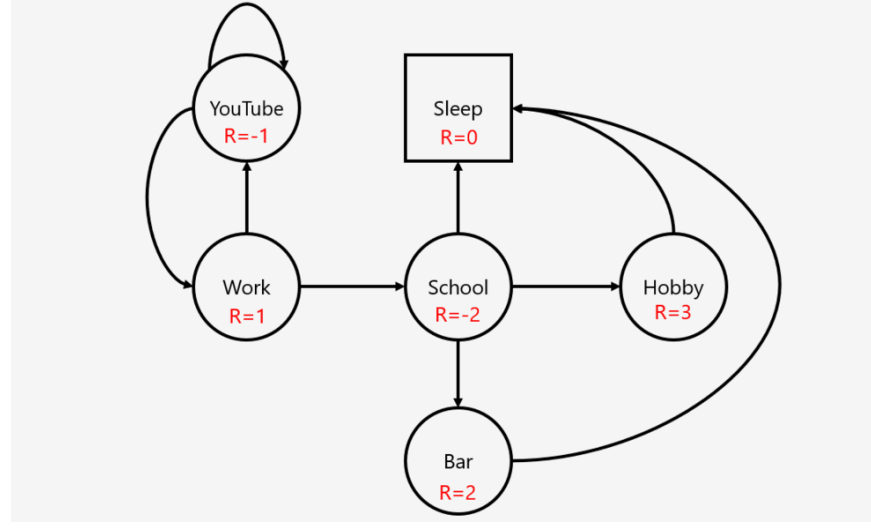 YouTube
R=-1
Sleep
R=0
Work
R=1
School
R=-2
Hobby
R=3
Bar
R=2